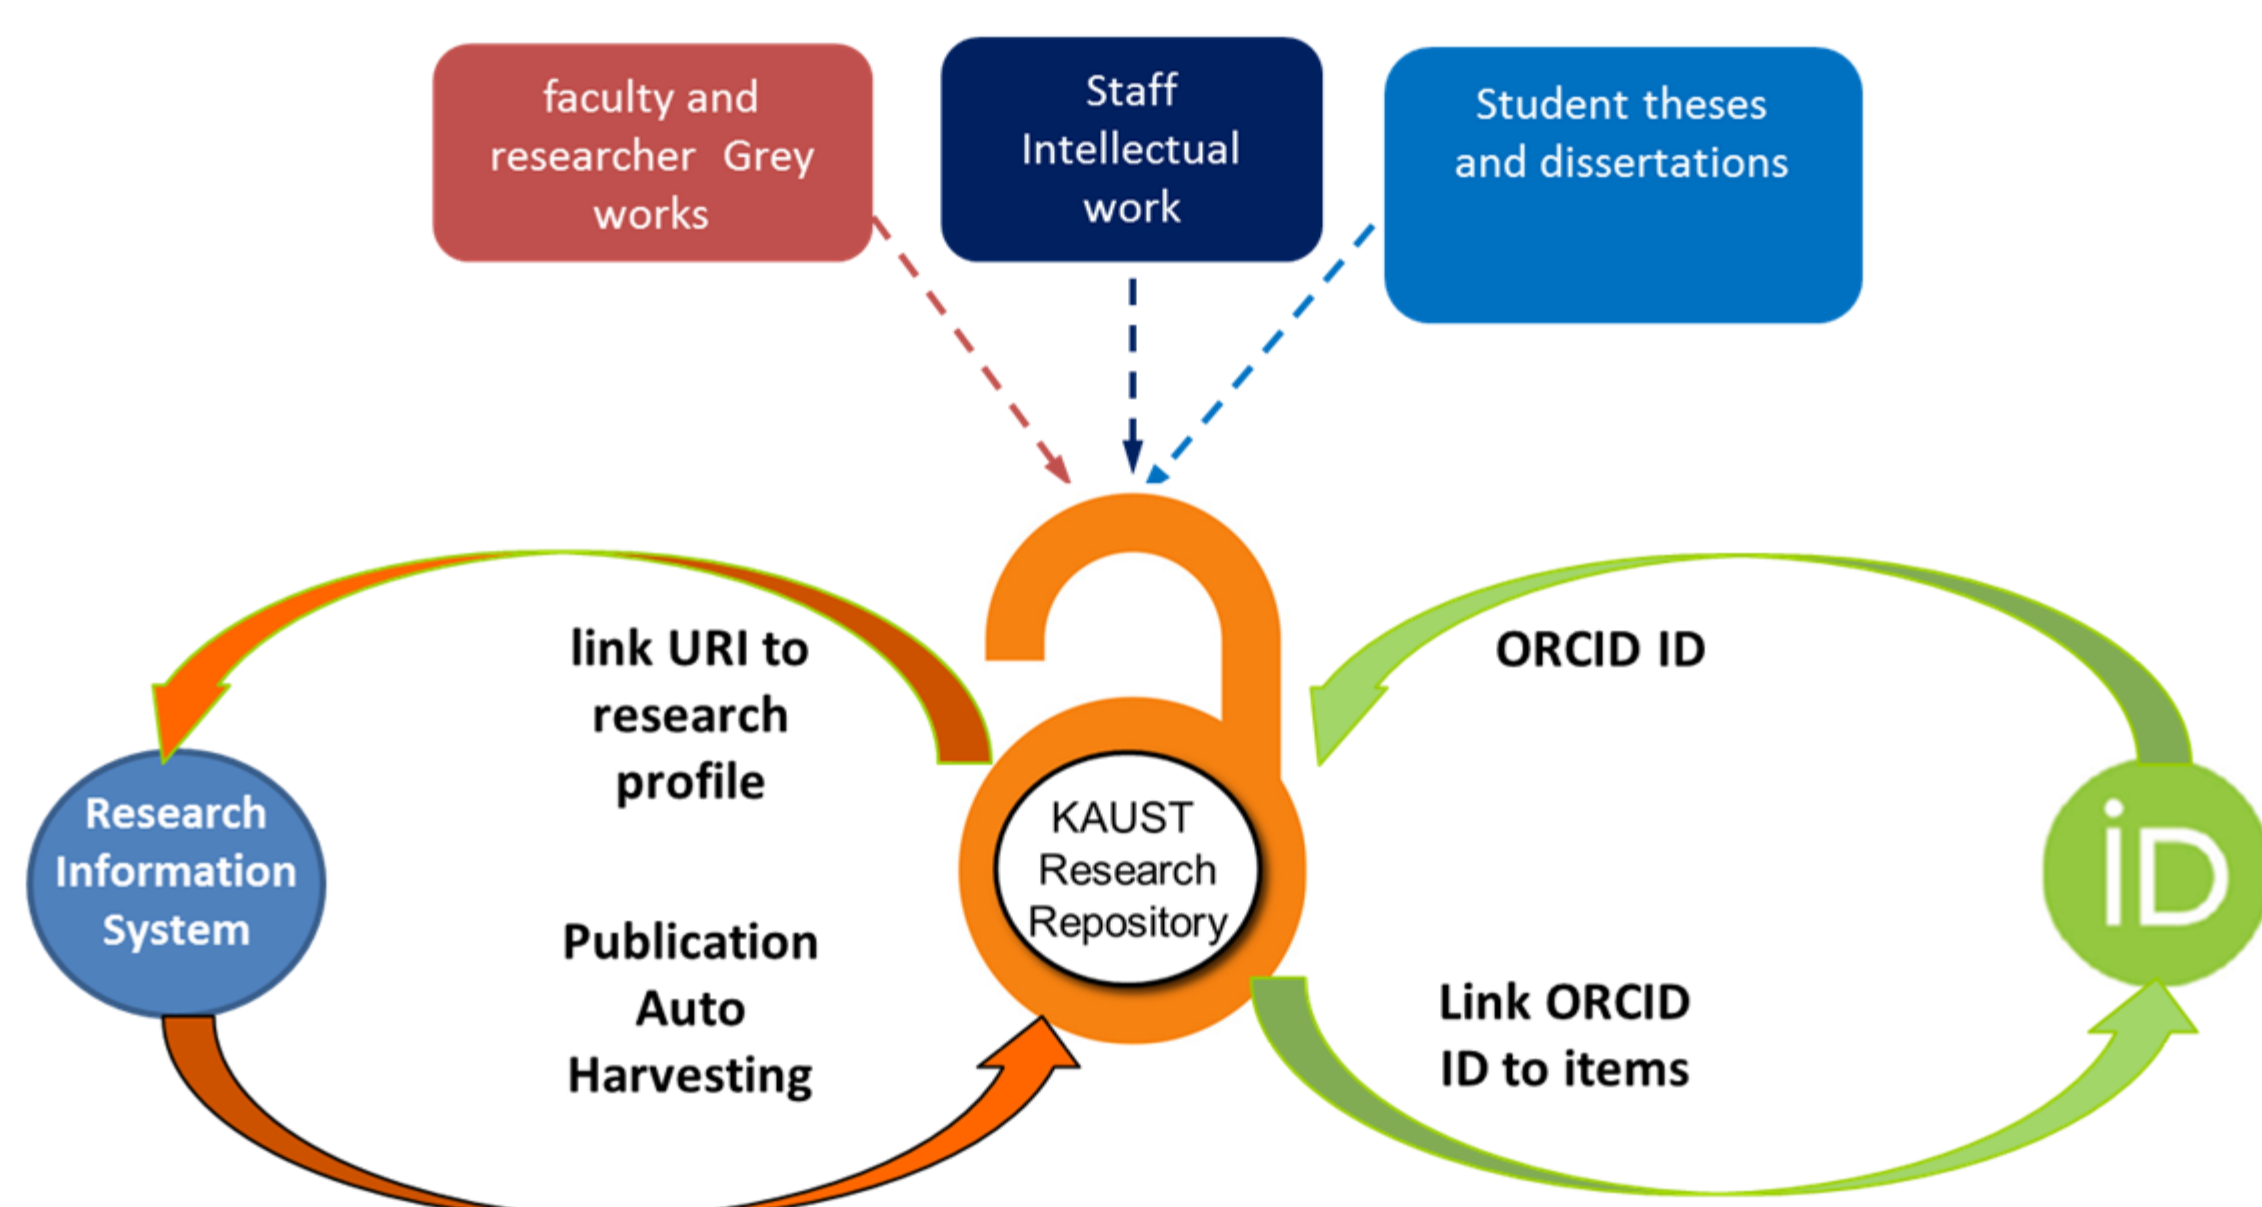 faculty and
researcher Grey
works
Staff
Intellectual
work
Student theses
and dissertations
link URI to
research
profile
ORCID ID
Research
Information
System
KAUST
Research
Repository
iD
Publication
Auto
Harvesting
Link ORCID
ID to items